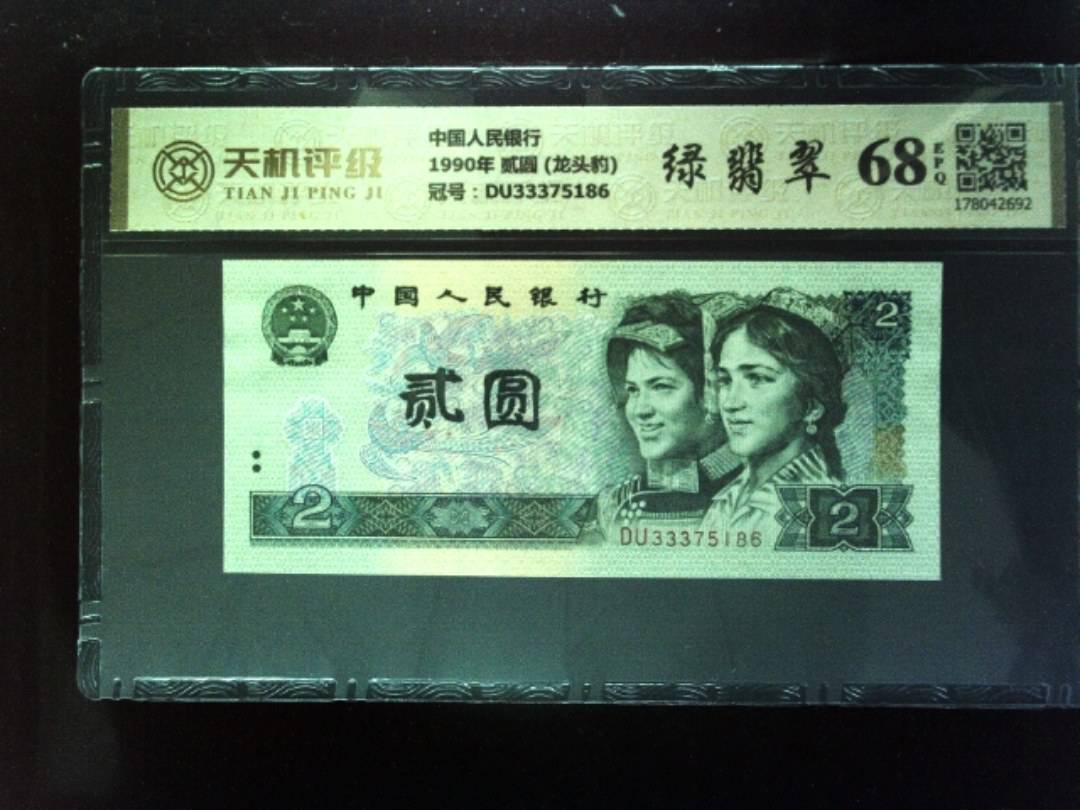 天机评级
TIAN JI PING JI
中国人民银行
1990年 贰圆 (龙头豹)
冠号：DU33375186
绿翡翠
68
EPQ
178042692
中国人民银行
2
贰圆
2
DU33375186
2